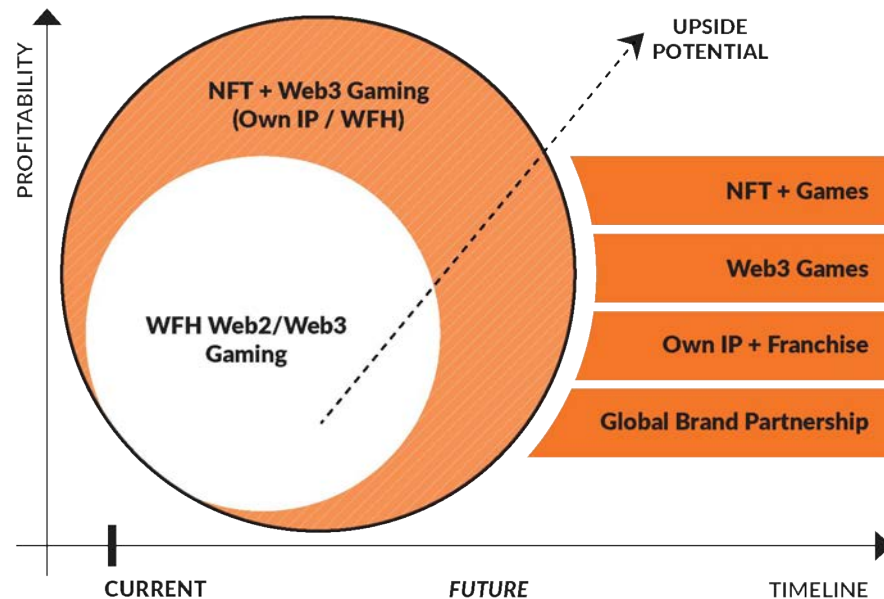 UPSIDE
POTENTIAL
PROFITABILITY
NFT + Web3 Gaming
(Own IP / WFH)
WFH Web2/Web3
Gaming
NFT + Games
Web3 Games
Own IP + Franchise
Global Brand Partnership
CURRENT
FUTURE
TIMELINE